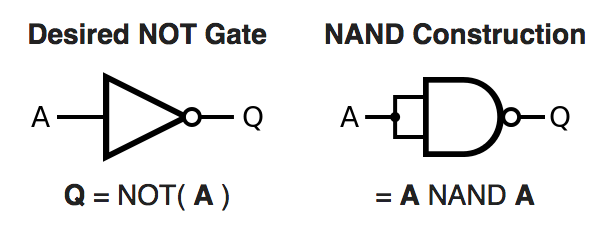 Desired NOT Gate
A Q
Q = NOT( A )
NAND Construction
A Q
= A NAND A